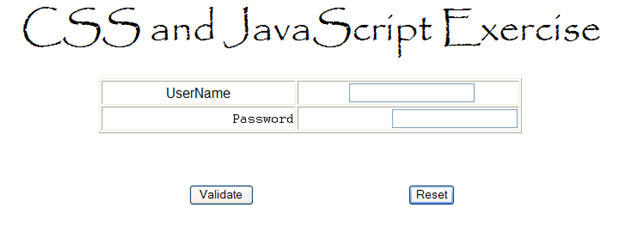 CSS and JavaScript Exercise
UserName
Password
Validate Reset